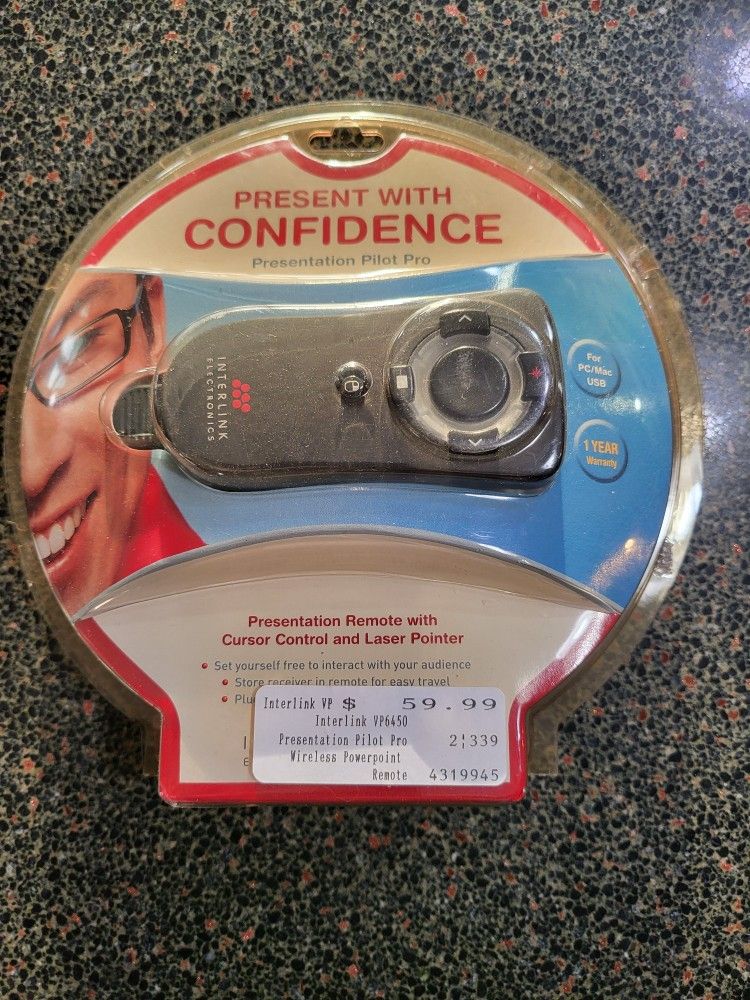 PRESENT WITH
CONFIDENCE
Presentation Pilot Pro
INTERLINK
ELECTRONICS
For
PC/Mac
USB
1 YEAR
Warranty
Presentation Remote with
Cursor Control and Laser Pointer
• Set yourself free to interact with your audience
• Store receiver in remote for easy travel
• Plu
Interlink VP $ 59.99
Interlink VP6450
Presentation Pilot Pro 2¦339
Wireless Powerpoint
Remote 4319945